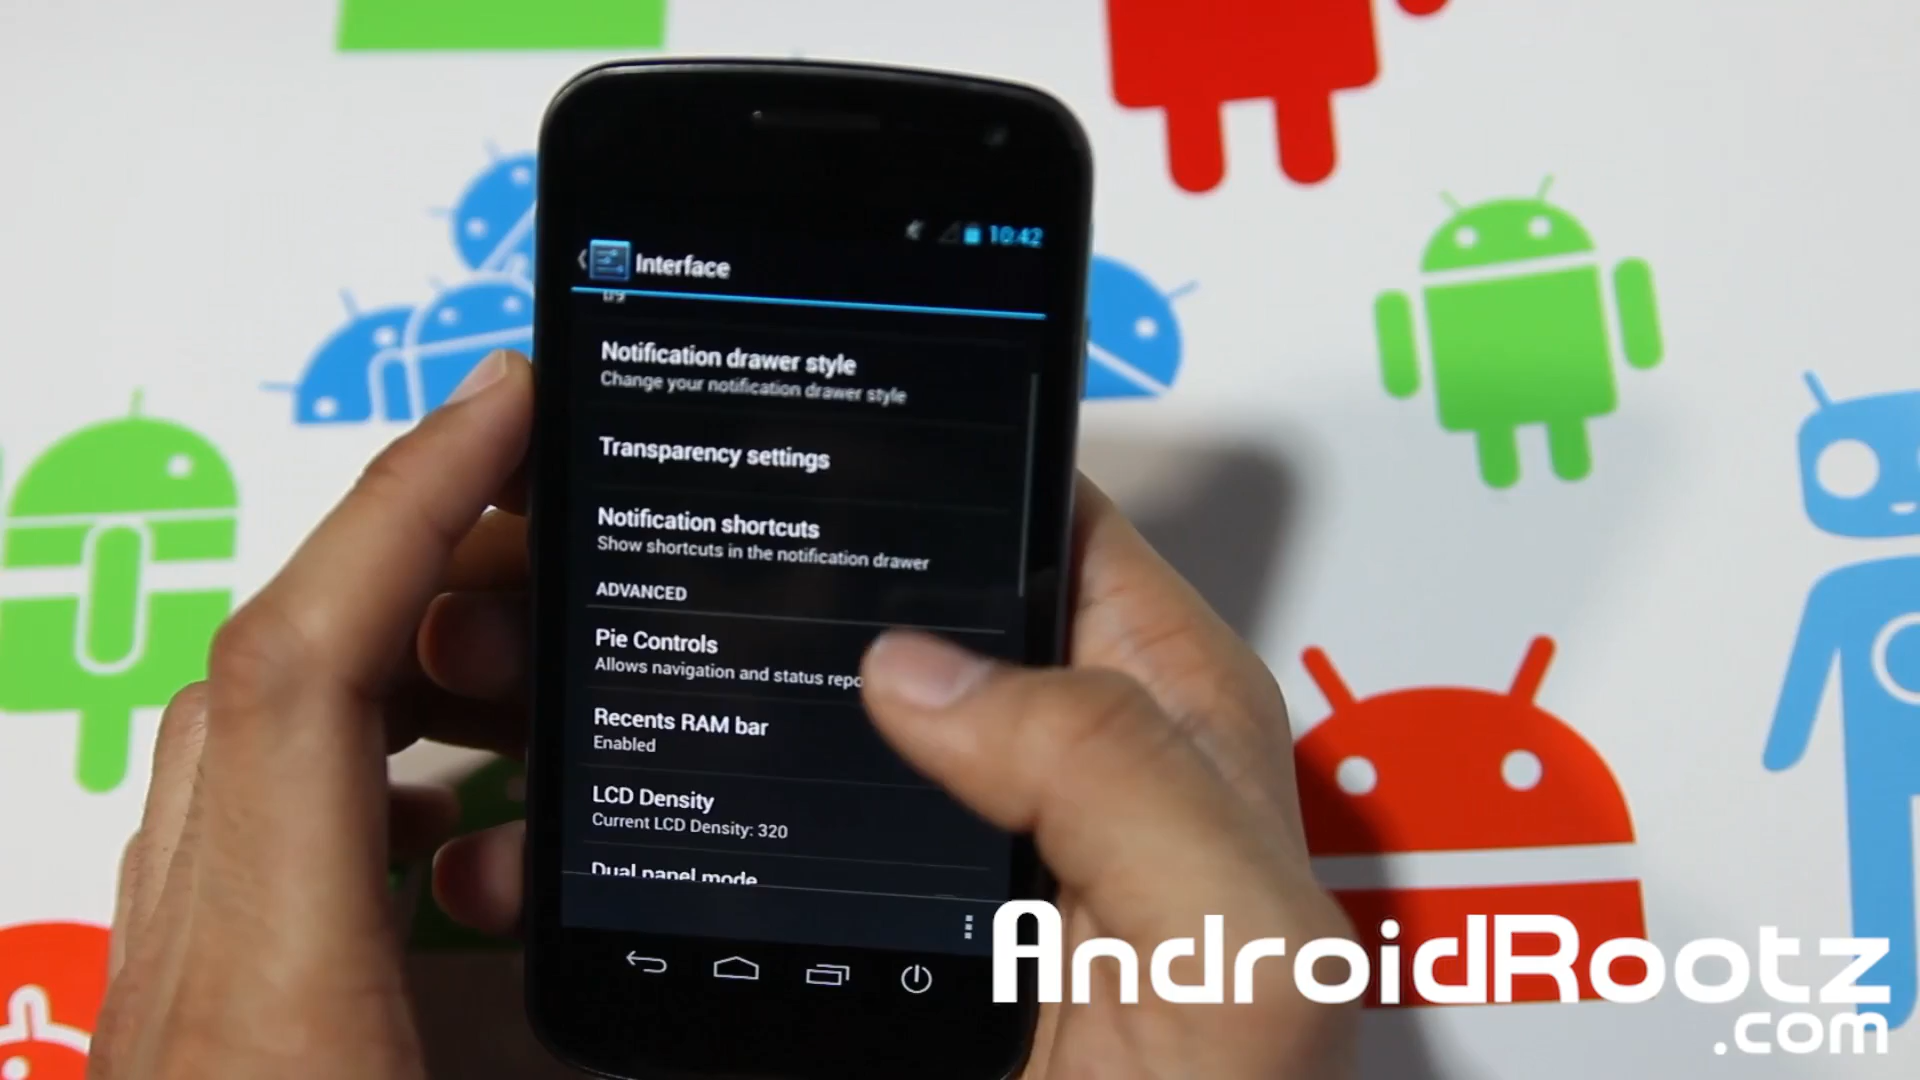 10:42
Interface
Notification drawer style
Change your notification drawer style
Transparency settings
Notification shortcuts
Show shortcuts in the notification drawer
ADVANCED
Pie Controls
Allows navigation and status
Recents RAM bar
Enabled
LCD Density
Current LCD Density: 320
Dual panel mode
AndroidRootz
.com